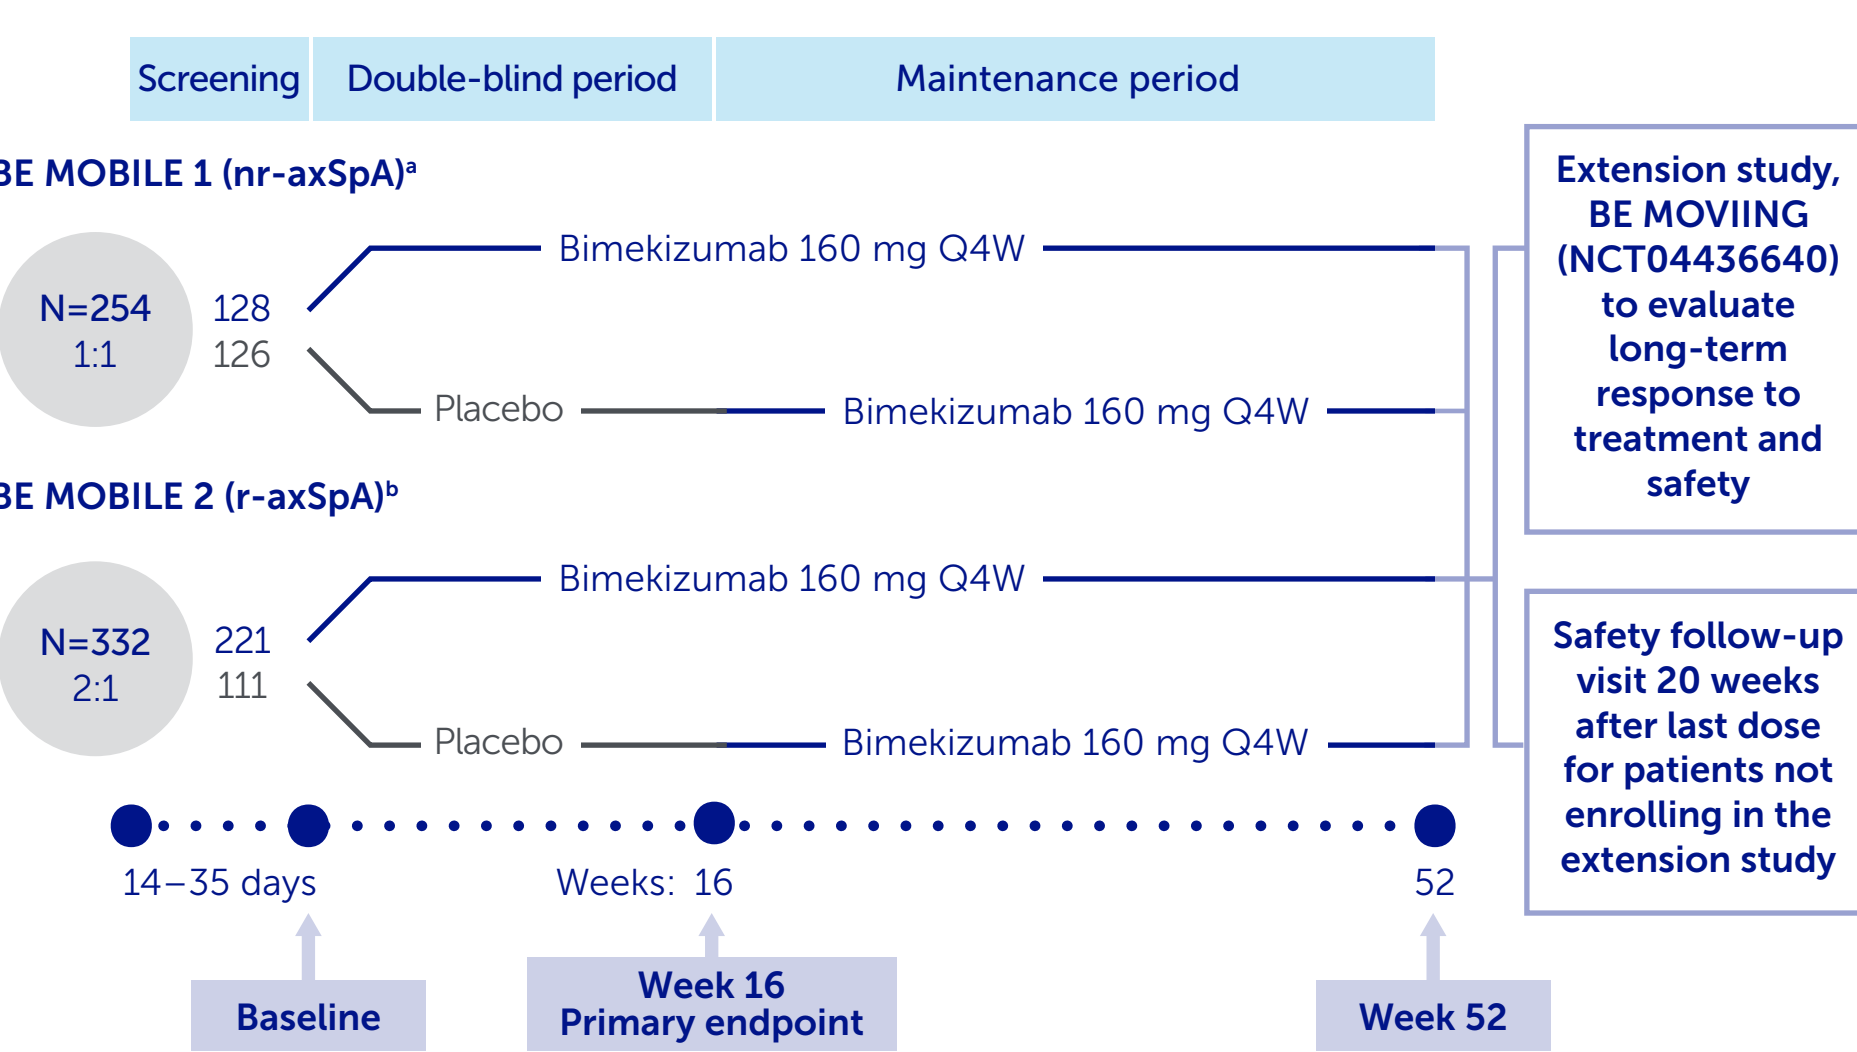 Screening
Double-blind period
Maintenance period
BE MOBILE 1 (nr-axSpA)ᵃ
N=254
1:1
128
126
Bimekizumab 160 mg Q4W
Placebo
Bimekizumab 160 mg Q4W
BE MOBILE 2 (r-axSpA)ᵇ
N=332
2:1
221
111
Bimekizumab 160 mg Q4W
Placebo
Bimekizumab 160 mg Q4W
Extension study,
BE MOVIING
(NCT04436640)
to evaluate
long-term
response to
treatment and
safety
Safety follow-up
visit 20 weeks
after last dose
for patients not
enrolling in the
extension study
14–35 days
Weeks: 16
52
Baseline
Week 16
Primary endpoint
Week 52